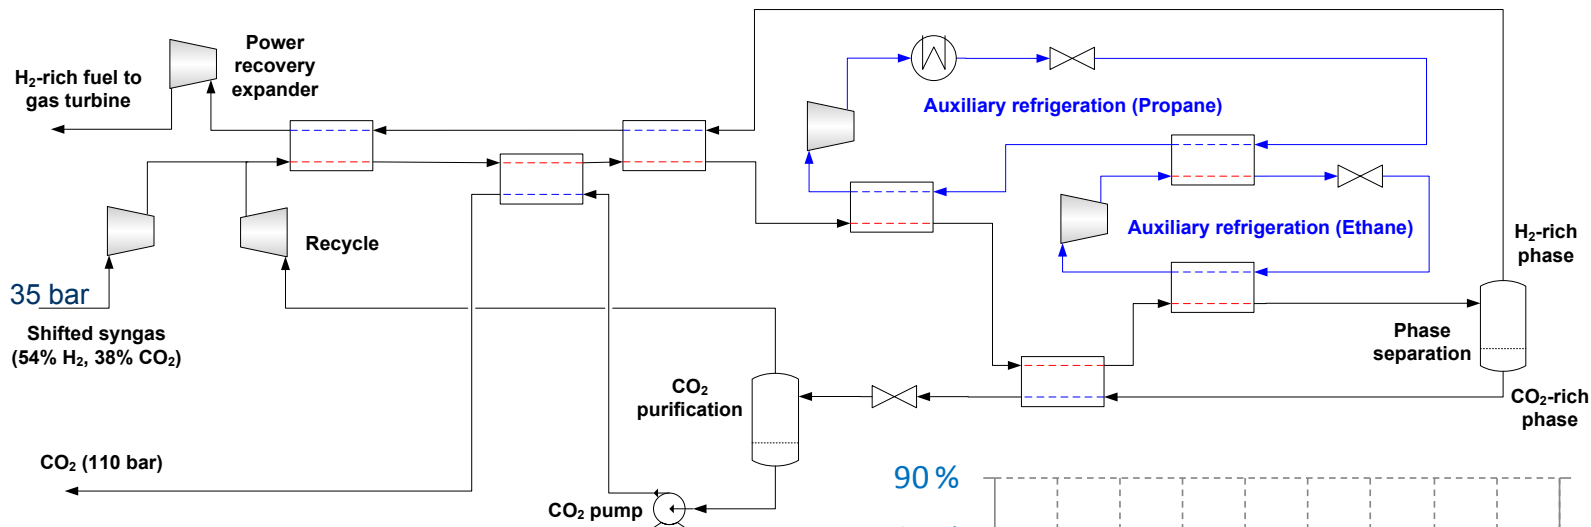 Power
recovery
expander
H₂-rich fuel to
gas turbine
Auxiliary refrigeration (Propane)
Auxiliary refrigeration (Ethane)
Recycle
H₂-rich
phase
35 bar
Shifted syngas
(54% H₂, 38% CO₂)
Phase
separation
CO₂
purification
CO₂-rich
phase
CO₂ (110 bar)
90 %
CO₂ pump